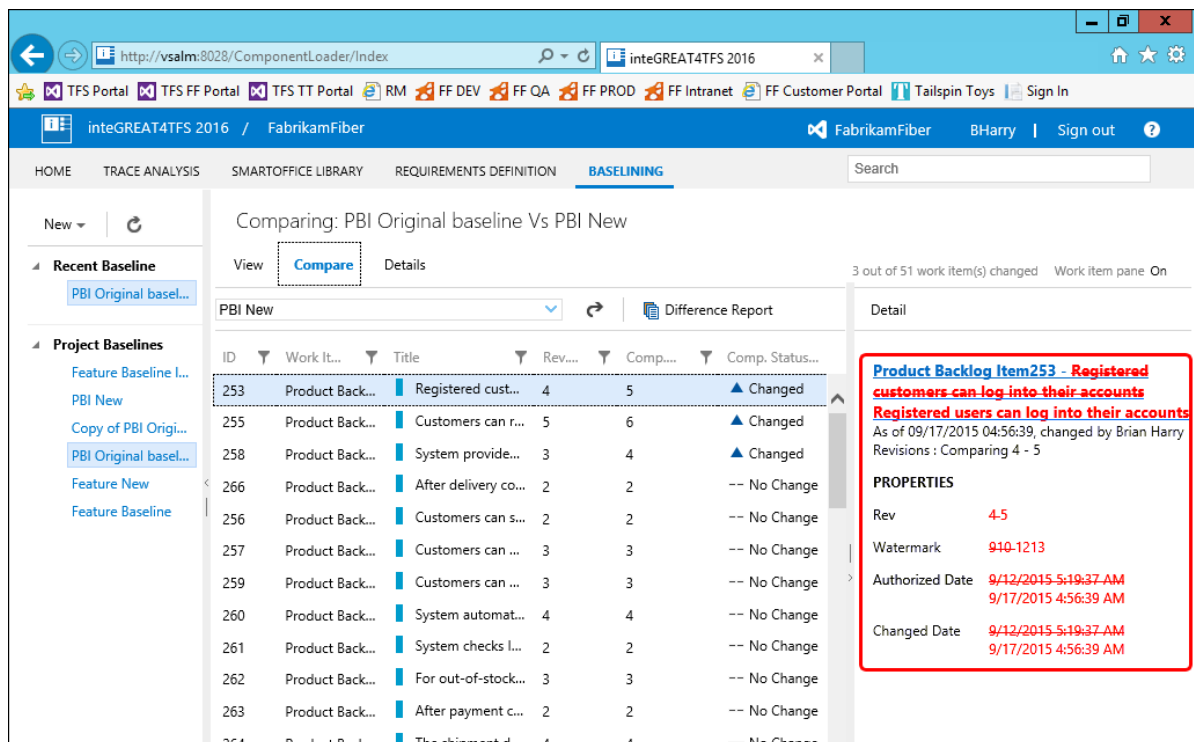 http://vsalm:8028/ComponentLoader/Index
inteGREAT4TFS 2016
TFS Portal TFS FF Portal TFS TT Portal RM FF DEV FF QA FF PROD FF Intranet FF Customer Portal Tailspin Toys Sign In
inteGREAT4TFS 2016 / FabrikamFiber FabrikamFiber BHarry | Sign out ?
HOME TRACE ANALYSIS SMARTOFFICE LIBRARY REQUIREMENTS DEFINITION BASELINING Search
New
Recent Baseline
PBI Original basel...
Project Baselines
Feature Baseline I...
PBI New
Copy of PBI Origi...
PBI Original basel...
Feature New
Feature Baseline
Comparing: PBI Original baseline Vs PBI New
View Compare Details
3 out of 51 work item(s) changed Work item pane On
PBI New Difference Report
ID Work It... Title Rev.... Comp.... Comp. Status...
253 Product Back... Registered cust... 4 5 Changed
255 Product Back... Customers can r... 5 6 Changed
258 Product Back... System provide... 3 4 Changed
266 Product Back... After delivery co... 2 2 -- No Change
256 Product Back... Customers can s... 2 2 -- No Change
257 Product Back... Customers can ... 3 3 -- No Change
259 Product Back... Customers can ... 3 3 -- No Change
260 Product Back... System automat... 4 4 -- No Change
261 Product Back... System checks l... 2 2 -- No Change
262 Product Back... For out-of-stock... 3 3 -- No Change
263 Product Back... After payment c... 2 2 -- No Change
Detail
Product Backlog Item253 - Registered
customers can log into their accounts
Registered users can log into their accounts
As of 09/17/2015 04:56:39, changed by Brian Harry
Revisions : Comparing 4 - 5
PROPERTIES
Rev 4 5
Watermark 910 1213
Authorized Date 9/12/2015 5:19:37 AM
9/17/2015 4:56:39 AM
Changed Date 9/12/2015 5:19:37 AM
9/17/2015 4:56:39 AM